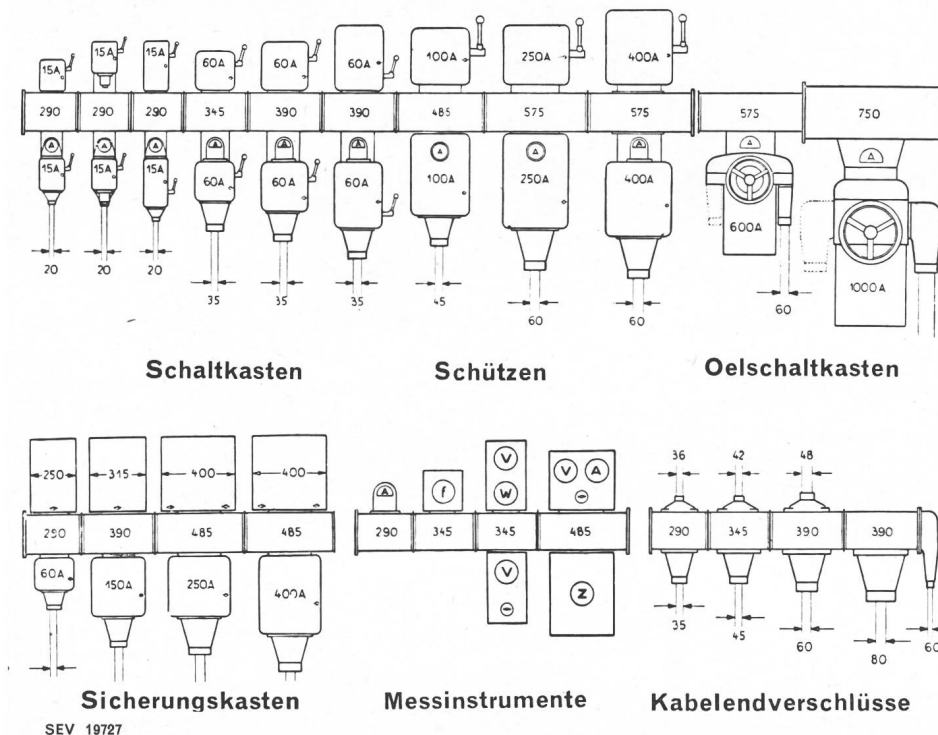 15A 15A 15A 60A 60A 60A 100A 250A 400A
290 290 290 345 390 390 485 575 575 575 750
A A A A A A A A A A A
15A 15A 15A 60A 60A 60A 100A 250A 400A 600A 1000A
20 20 20 35 35 35 45 60 60 60
Schaltkasten Schützen Oelschaltkasten
250 315 400 400 A f V W V A 36 42 48
290 390 485 485 290 345 345 485 290 345 390 390
60A 150A 250A 400A V Z
35 45 60 80 60
Sicherungskasten Messinstrumente Kabelendverschlüsse
SEV 19727